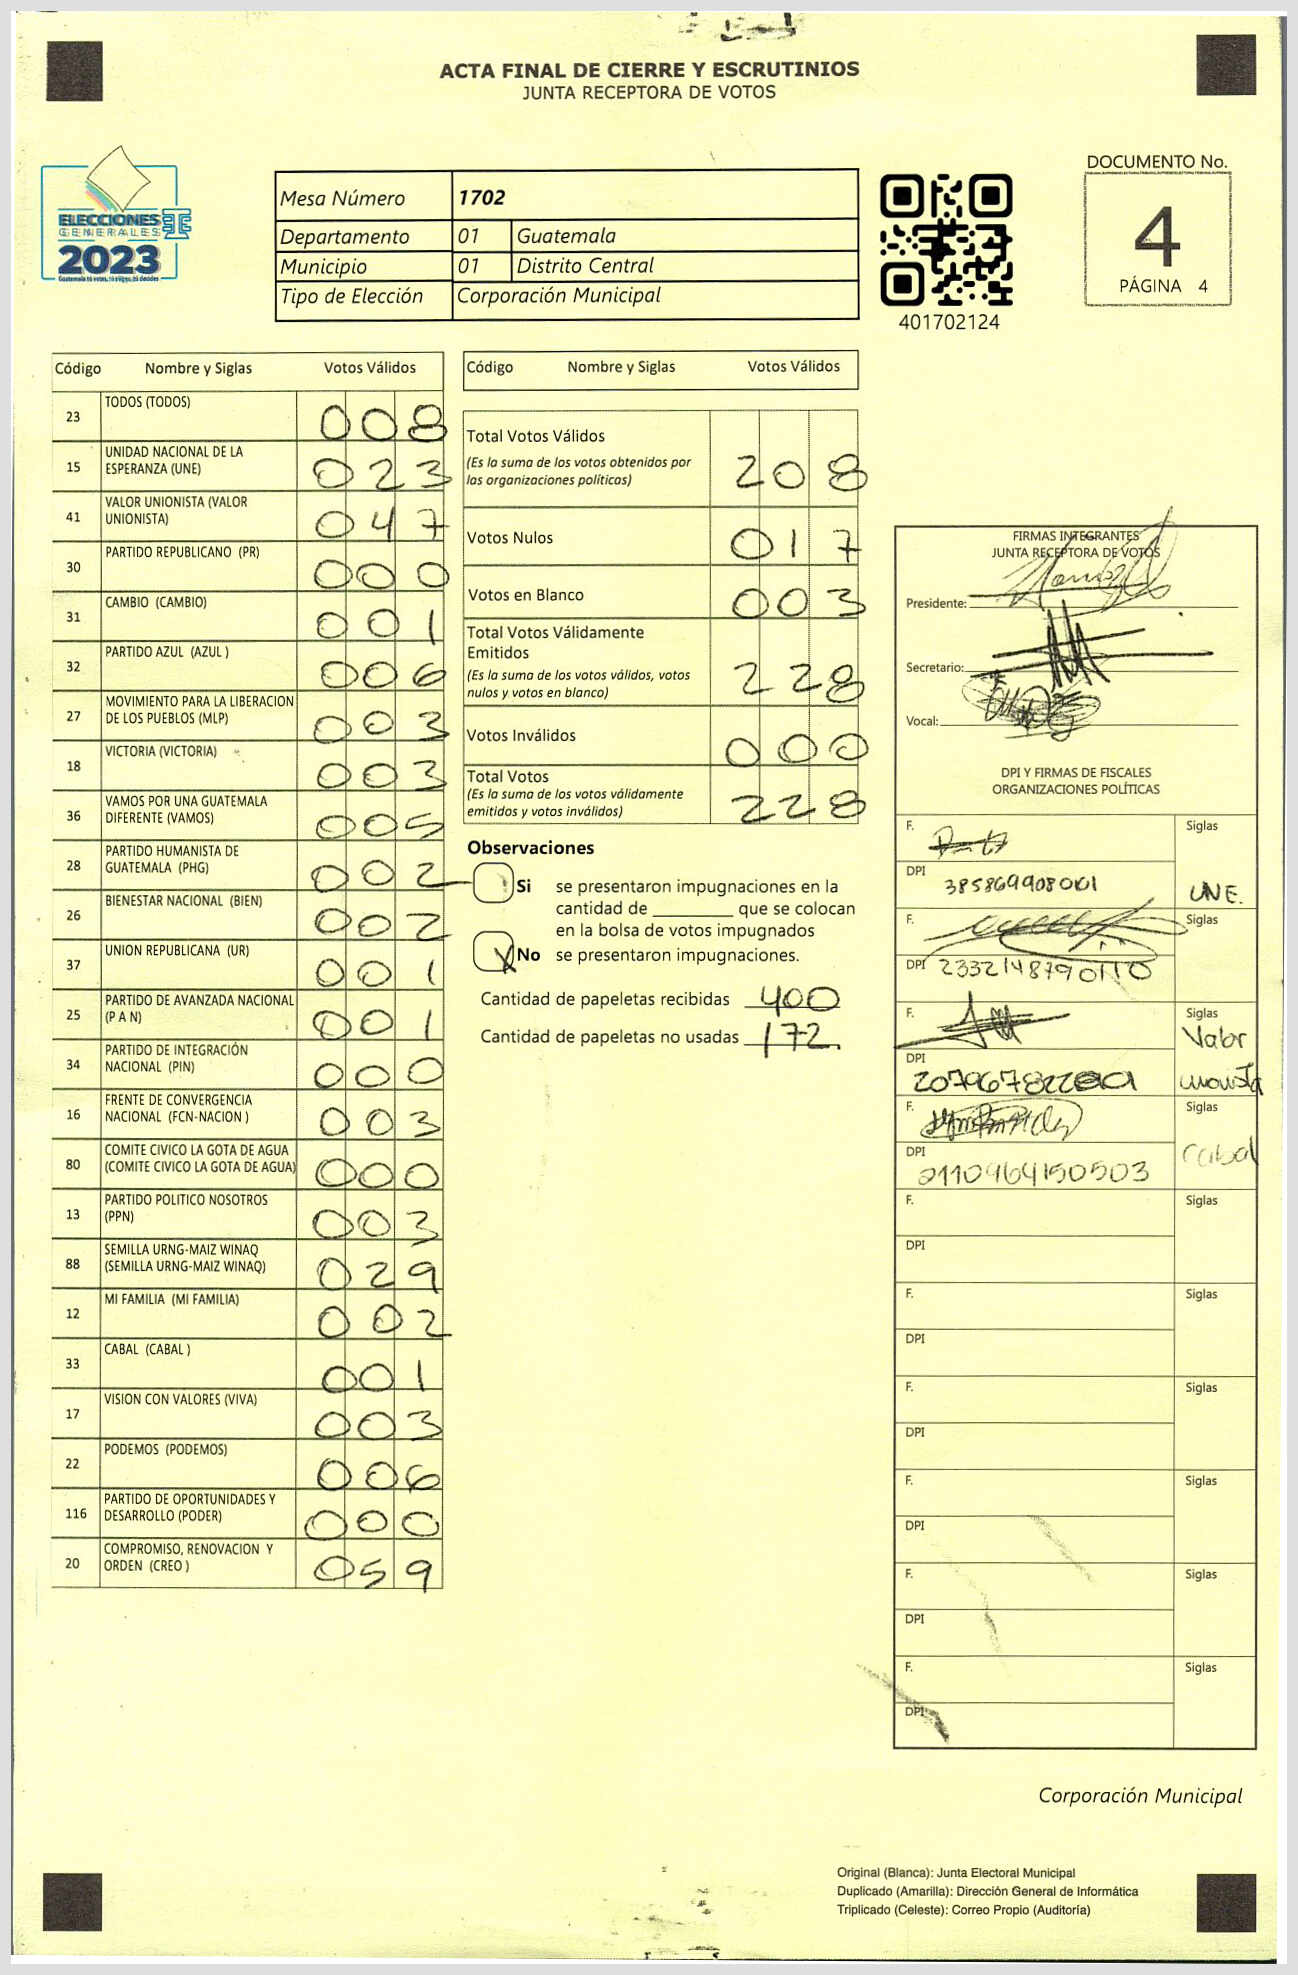 ACTA FINAL DE CIERRE Y ESCRUTINIOS
JUNTA RECEPTORA DE VOTOS
ELECCIONES
GENERALES
2023
Mesa Número 1702
Departamento 01 Guatemala
Municipio 01 Distrito Central
Tipo de Elección Corporación Municipal
401702124
DOCUMENTO No.
4
PÁGINA 4
Código Nombre y Siglas Votos Válidos
23 TODOS (TODOS) 008
15 UNIDAD NACIONAL DE LA
ESPERANZA (UNE) 023
41 VALOR UNIONISTA (VALOR
UNIONISTA) 047
30 PARTIDO REPUBLICANO (PR) 000
31 CAMBIO (CAMBIO) 001
32 PARTIDO AZUL (AZUL ) 006
27 MOVIMIENTO PARA LA LIBERACION
DE LOS PUEBLOS (MLP) 003
18 VICTORIA (VICTORIA) 003
36 VAMOS POR UNA GUATEMALA
DIFERENTE (VAMOS) 005
28 PARTIDO HUMANISTA DE
GUATEMALA (PHG) 002
26 BIENESTAR NACIONAL (BIEN) 002
37 UNION REPUBLICANA (UR) 001
25 PARTIDO DE AVANZADA NACIONAL
(P A N) 001
34 PARTIDO DE INTEGRACIÓN
NACIONAL (PIN) 000
16 FRENTE DE CONVERGENCIA
NACIONAL (FCN-NACION ) 003
80 COMITE CIVICO LA GOTA DE AGUA
(COMITE CIVICO LA GOTA DE AGUA) 000
13 PARTIDO POLITICO NOSOTROS
(PPN) 003
88 SEMILLA URNG-MAIZ WINAQ
(SEMILLA URNG-MAIZ WINAQ) 029
12 MI FAMILIA (MI FAMILIA) 002
33 CABAL (CABAL ) 001
17 VISION CON VALORES (VIVA) 003
22 PODEMOS (PODEMOS) 006
116 PARTIDO DE OPORTUNIDADES Y
DESARROLLO (PODER) 000
20 COMPROMISO, RENOVACION Y
ORDEN (CREO ) 059
Código Nombre y Siglas Votos Válidos
Total Votos Válidos
(Es la suma de los votos obtenidos por
las organizaciones políticas) 208
Votos Nulos 017
Votos en Blanco 003
Total Votos Válidamente
Emitidos
(Es la suma de los votos válidos, votos
nulos y votos en blanco) 228
Votos Inválidos 000
Total Votos
(Es la suma de los votos válidamente
emitidos y votos inválidos) 228
Observaciones
Si se presentaron impugnaciones en la
cantidad de ________ que se colocan
en la bolsa de votos impugnados
X No se presentaron impugnaciones.
Cantidad de papeletas recibidas 400
Cantidad de papeletas no usadas 172
FIRMAS INTEGRANTES
JUNTA RECEPTORA DE VOTOS
Presidente:
Secretario:
Vocal:
DPI Y FIRMAS DE FISCALES
ORGANIZACIONES POLÍTICAS
F. Siglas
DPI 385869908001 UNE.
F. Siglas
DPI 2332148790110
F. Siglas
Valor
DPI
unionista
F. Siglas
DPI Cabal
2110964150503
F. Siglas
DPI
F. Siglas
DPI
F. Siglas
DPI
F. Siglas
DPI
F. Siglas
DPI
F. Siglas
DPI
Corporación Municipal
Original (Blanca): Junta Electoral Municipal
Duplicado (Amarilla): Dirección General de Informática
Triplicado (Celeste): Correo Propio (Auditoría)